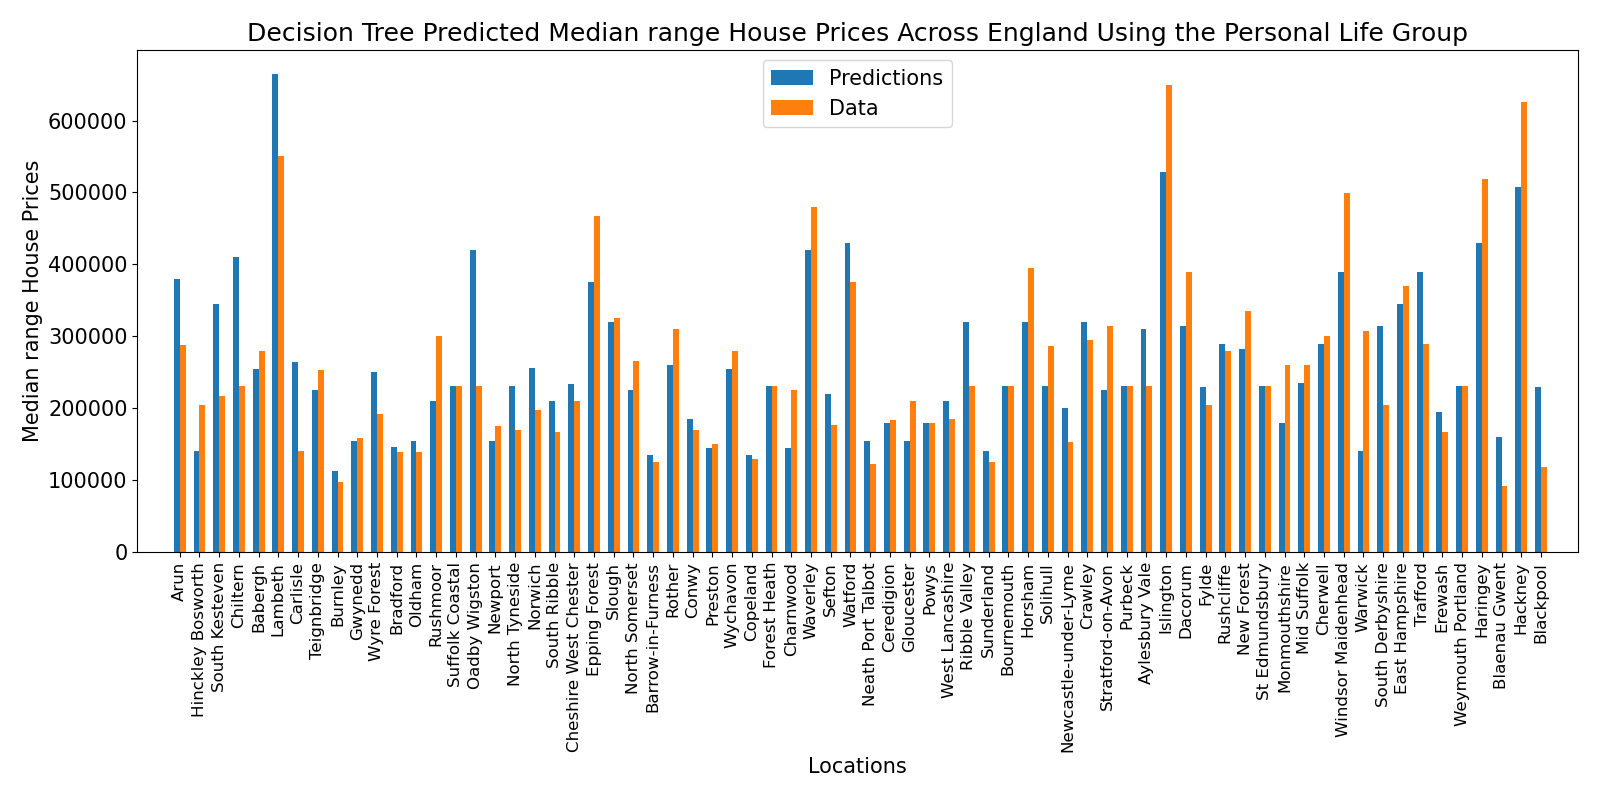 Decision Tree Predicted Median range House Prices Across England Using the Personal Life Group
Predictions
Data
Median range House Prices
600000
500000
400000
300000
200000
100000
0
Arun
Hinckley Bosworth
South Kesteven
Chiltern
Babergh
Lambeth
Carlisle
Teignbridge
Burnley
Gwynedd
Wyre Forest
Bradford
Oldham
Rushmoor
Suffolk Coastal
Oadby Wigston
Newport
North Tyneside
Norwich
South Ribble
Cheshire West Chester
Epping Forest
Slough
North Somerset
Barrow-in-Furness
Rother
Conwy
Preston
Wychavon
Copeland
Forest Heath
Charnwood
Waverley
Sefton
Watford
Neath Port Talbot
Ceredigion
Gloucester
Powys
West Lancashire
Ribble Valley
Sunderland
Bournemouth
Horsham
Solihull
Newcastle-under-Lyme
Crawley
Stratford-on-Avon
Purbeck
Aylesbury Vale
Islington
Dacorum
Fylde
Rushcliffe
New Forest
St Edmundsbury
Monmouthshire
Mid Suffolk
Cherwell
Windsor Maidenhead
Warwick
South Derbyshire
East Hampshire
Trafford
Erewash
Weymouth Portland
Haringey
Blaenau Gwent
Hackney
Blackpool
Locations